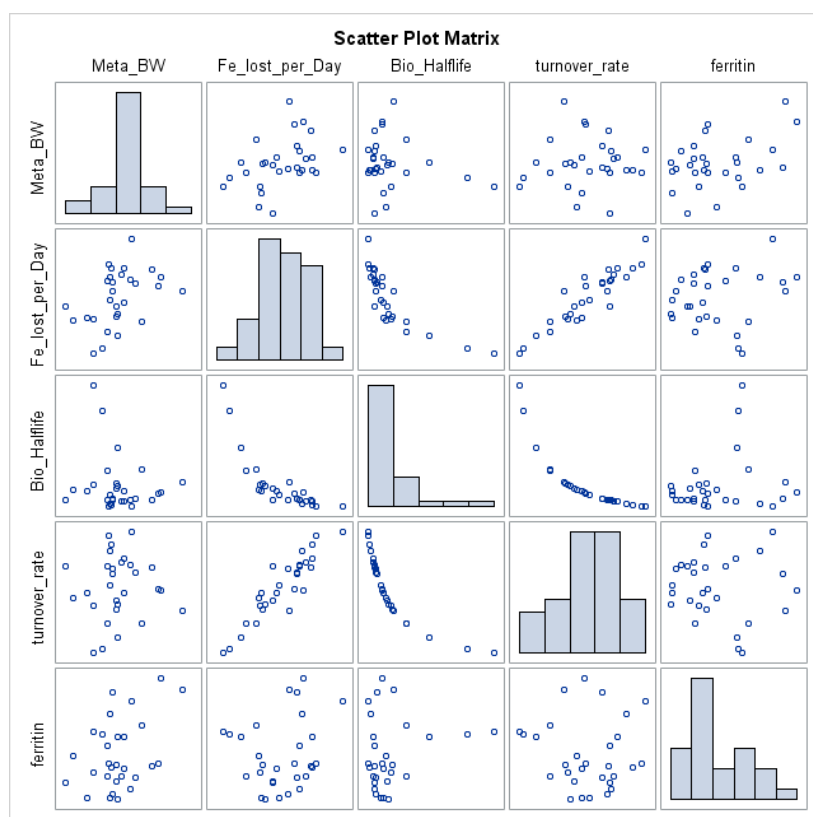 Scatter Plot Matrix
Meta_BW Fe_lost_per_Day Bio_Halflife turnover_rate ferritin
Meta_BW
Fe_lost_per_Day
Bio_Halflife
turnover_rate
ferritin